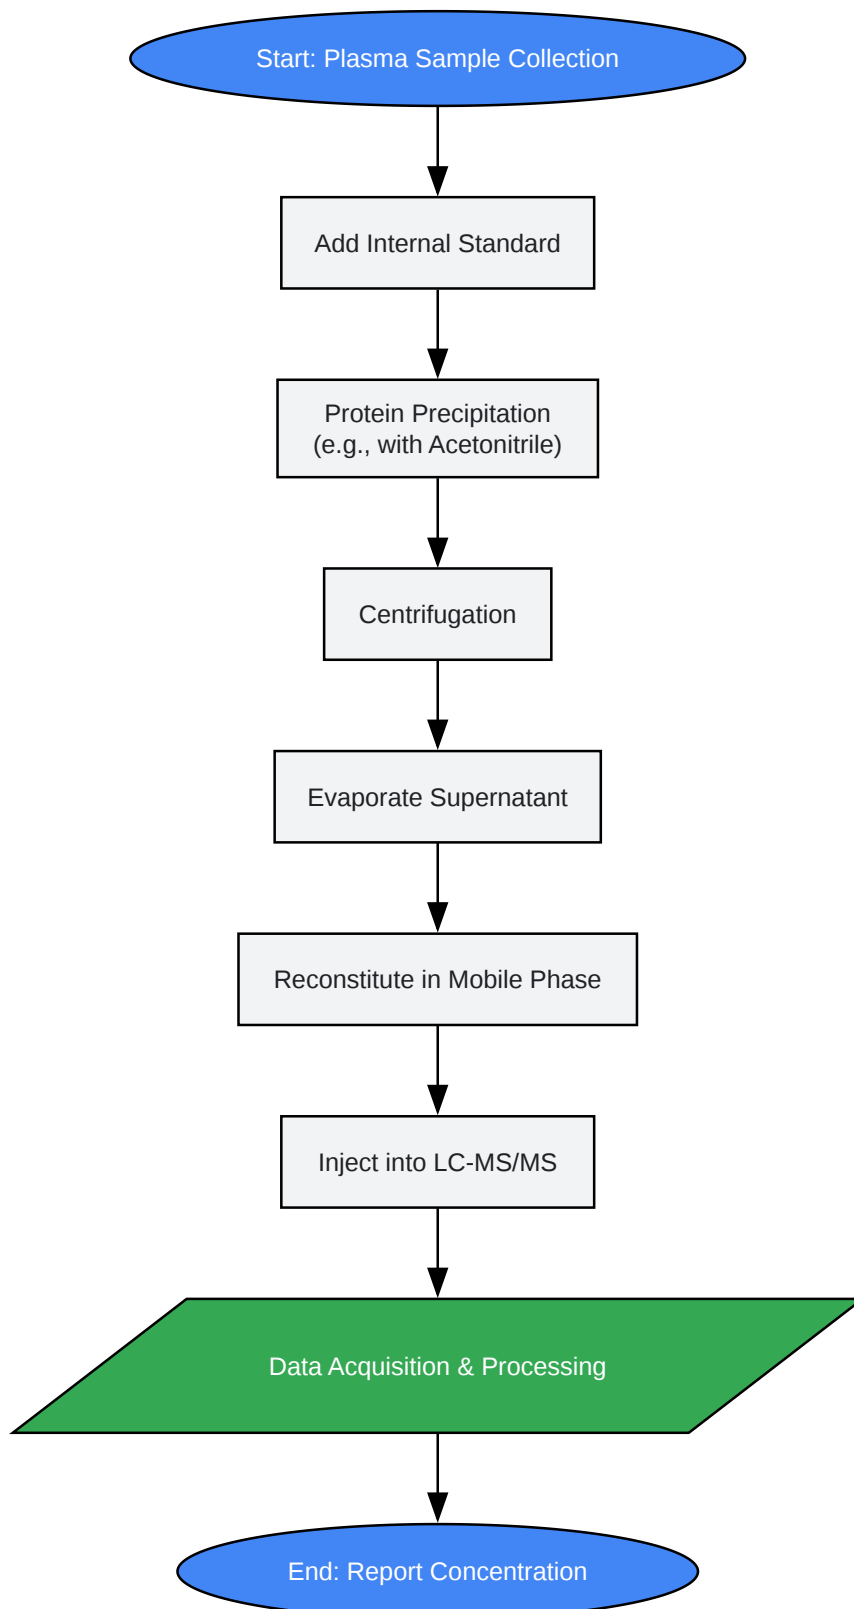 Start: Plasma Sample Collection
Add Internal Standard
Protein Precipitation
(e.g., with Acetonitrile)
Centrifugation
Evaporate Supernatant
Reconstitute in Mobile Phase
Inject into LC-MS/MS
Data Acquisition & Processing
End: Report Concentration